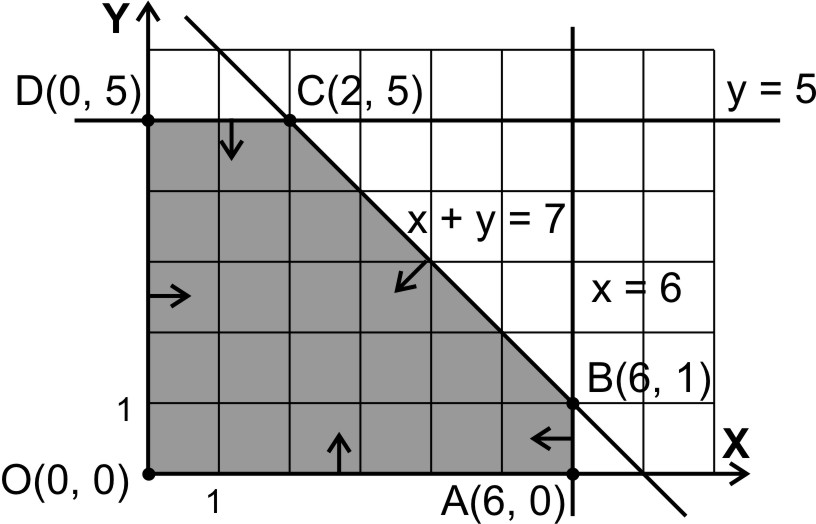 Y
D(0, 5)
C(2, 5)
y = 5
x + y = 7
x = 6
B(6, 1)
1
X
O(0, 0)
1
A(6, 0)